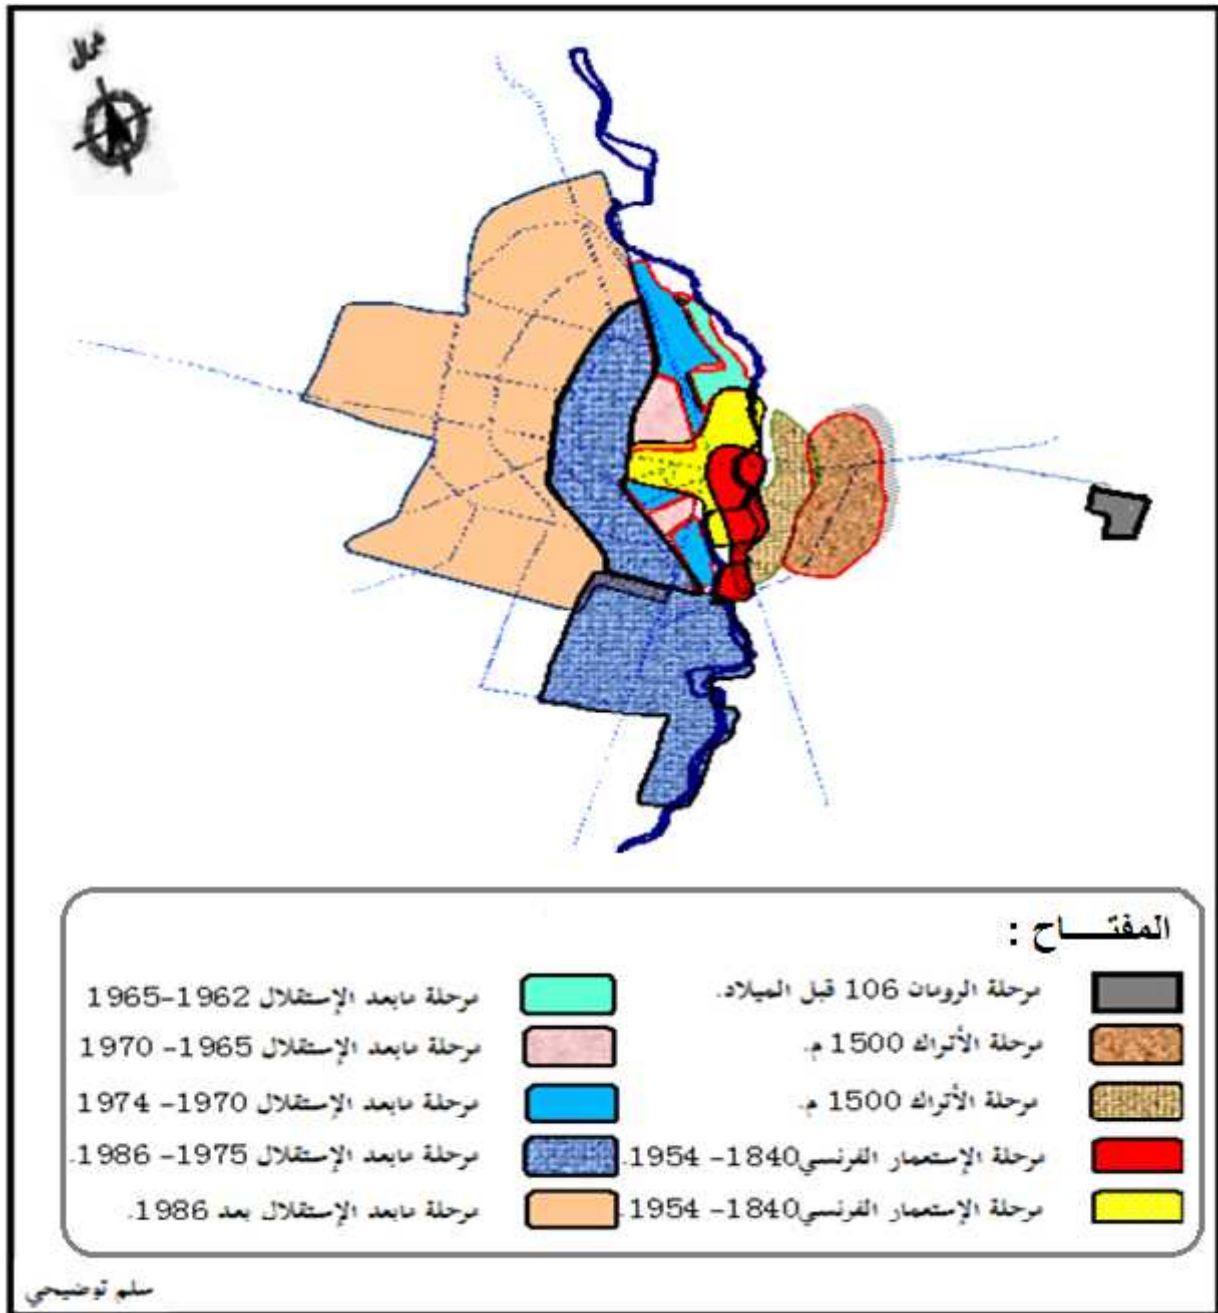 شمال
المفتـــــاح :
مرحلة الرومان 106 قبل الميلاد.
مرحلة الأتراك 1500 م.
مرحلة الأتراك 1500 م.
مرحلة الإستعمار الفرنسي1840- 1954.
مرحلة الإستعمار الفرنسي1840- 1954.
مرحلة مابعد الإستقلال 1962-1965
مرحلة مابعد الإستقلال 1965- 1970
مرحلة مابعد الإستقلال 1970- 1974
مرحلة مابعد الإستقلال 1975- 1986.
مرحلة مابعد الإستقلال بعد 1986.
سلم توضيحي